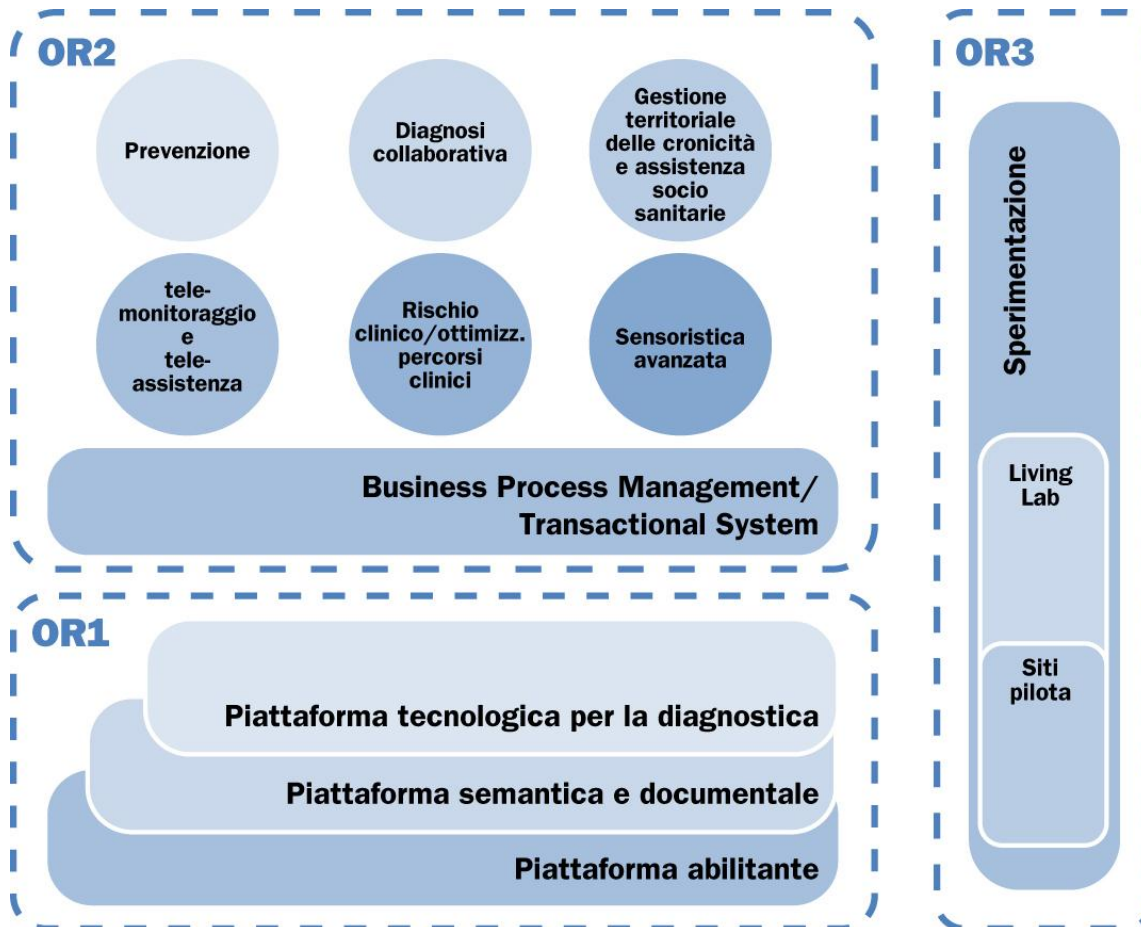 OR2
Prevenzione
Diagnosi
collaborativa
Gestione
territoriale
delle cronicità
e assistenza
socio
sanitarie
tele-
monitoraggio
e
tele-
assistenza
Rischio
clinico/ottimizz.
percorsi
clinici
Sensoristica
avanzata
Business Process Management/
Transactional System
OR1
Piattaforma tecnologica per la diagnostica
Piattaforma semantica e documentale
Piattaforma abilitante
OR3
Sperimentazione
Living
Lab
Siti
pilota